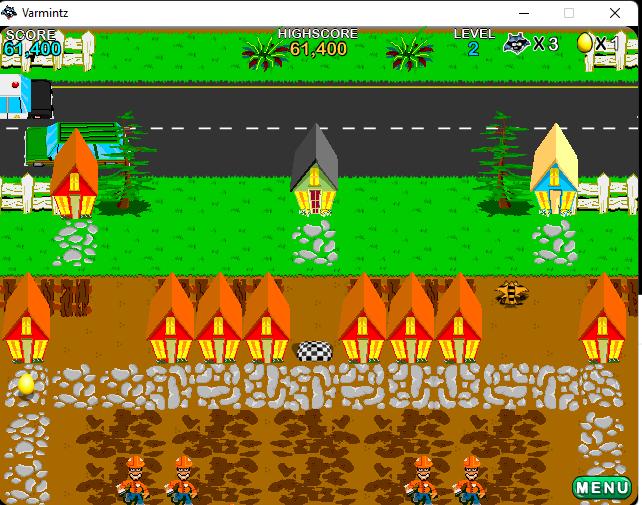 Varmintz
SCORE
61,400
HIGHSCORE
61,400
LEVEL
2
X 3
X 1
MENU